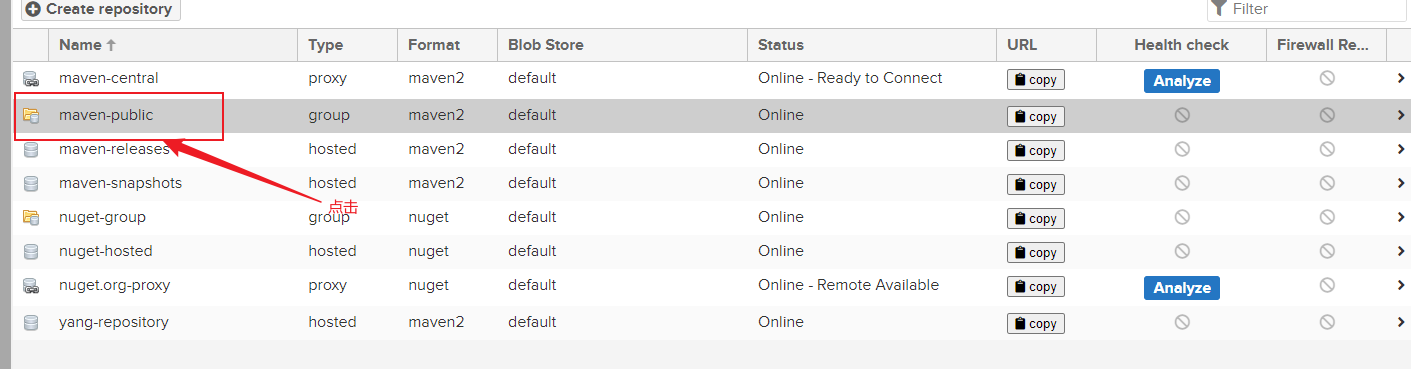 Create repository
Filter
Name Type Format Blob Store Status URL Health check Firewall Re...
maven-central proxy maven2 default Online - Ready to Connect copy Analyze
maven-public group maven2 default Online copy
maven-releases hosted maven2 default Online copy
maven-snapshots hosted maven2 default Online copy
点击
nuget-group group nuget default Online copy
nuget-hosted hosted nuget default Online copy
nuget.org-proxy proxy nuget default Online - Remote Available copy Analyze
yang-repository hosted maven2 default Online copy